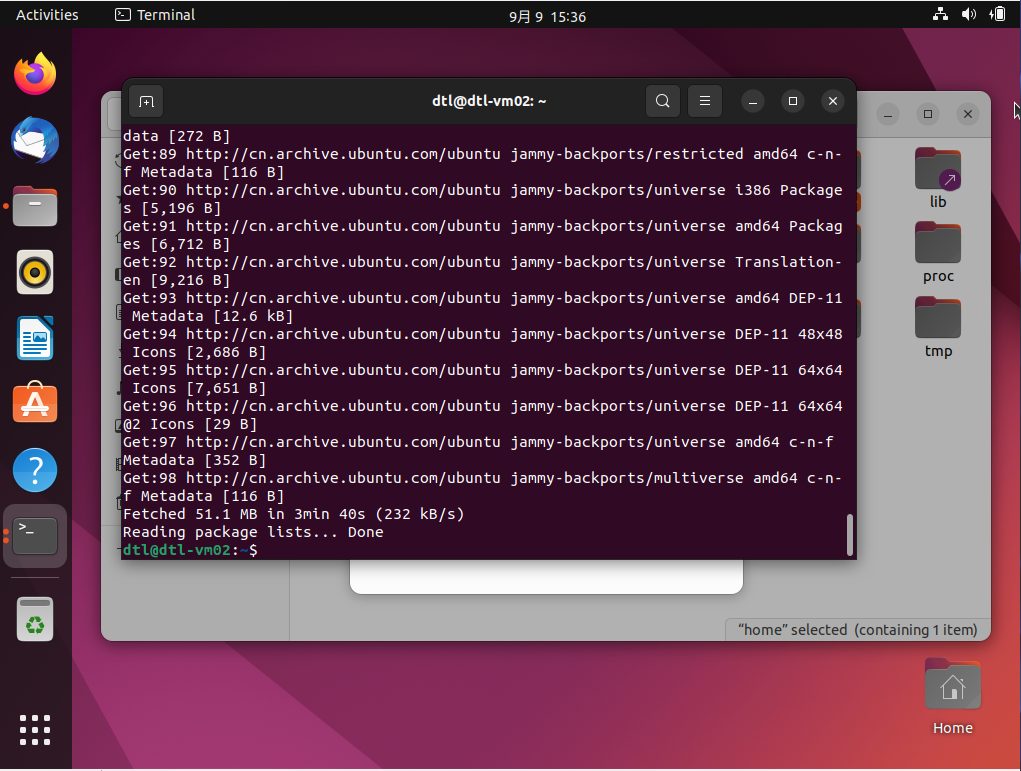 Activities
Terminal
9月 9 15:36
dtl@dtl-vm02: ~
data [272 B]
Get:89 http://cn.archive.ubuntu.com/ubuntu jammy-backports/restricted amd64 c-n-
f Metadata [116 B]
Get:90 http://cn.archive.ubuntu.com/ubuntu jammy-backports/universe i386 Package
s [5,196 B]
Get:91 http://cn.archive.ubuntu.com/ubuntu jammy-backports/universe amd64 Packag
es [6,712 B]
Get:92 http://cn.archive.ubuntu.com/ubuntu jammy-backports/universe Translation-
en [9,216 B]
Get:93 http://cn.archive.ubuntu.com/ubuntu jammy-backports/universe amd64 DEP-11
Metadata [12.6 kB]
Get:94 http://cn.archive.ubuntu.com/ubuntu jammy-backports/universe DEP-11 48x48
Icons [2,686 B]
Get:95 http://cn.archive.ubuntu.com/ubuntu jammy-backports/universe DEP-11 64x64
Icons [7,651 B]
Get:96 http://cn.archive.ubuntu.com/ubuntu jammy-backports/universe DEP-11 64x64
@2 Icons [29 B]
Get:97 http://cn.archive.ubuntu.com/ubuntu jammy-backports/universe amd64 c-n-f
Metadata [352 B]
Get:98 http://cn.archive.ubuntu.com/ubuntu jammy-backports/multiverse amd64 c-n-
f Metadata [116 B]
Fetched 51.1 MB in 3min 40s (232 kB/s)
Reading package lists... Done
dtl@dtl-vm02:~$
lib
proc
tmp
“home” selected (containing 1 item)
Home